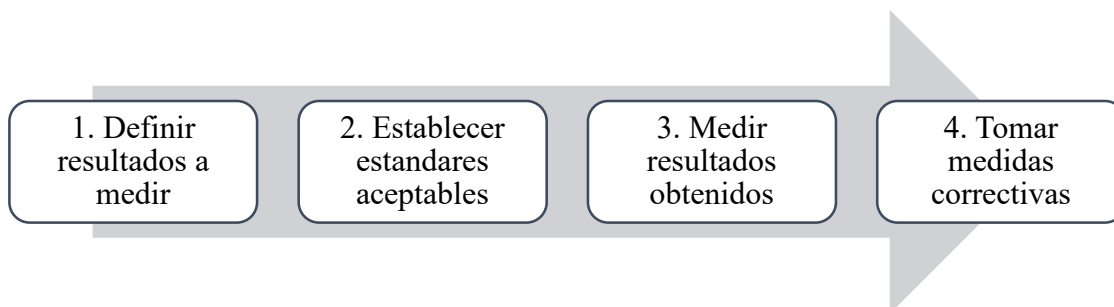 1. Definir
resultados a
medir
2. Establecer
estandares
aceptables
3. Medir
resultados
obtenidos
4. Tomar
medidas
correctivas